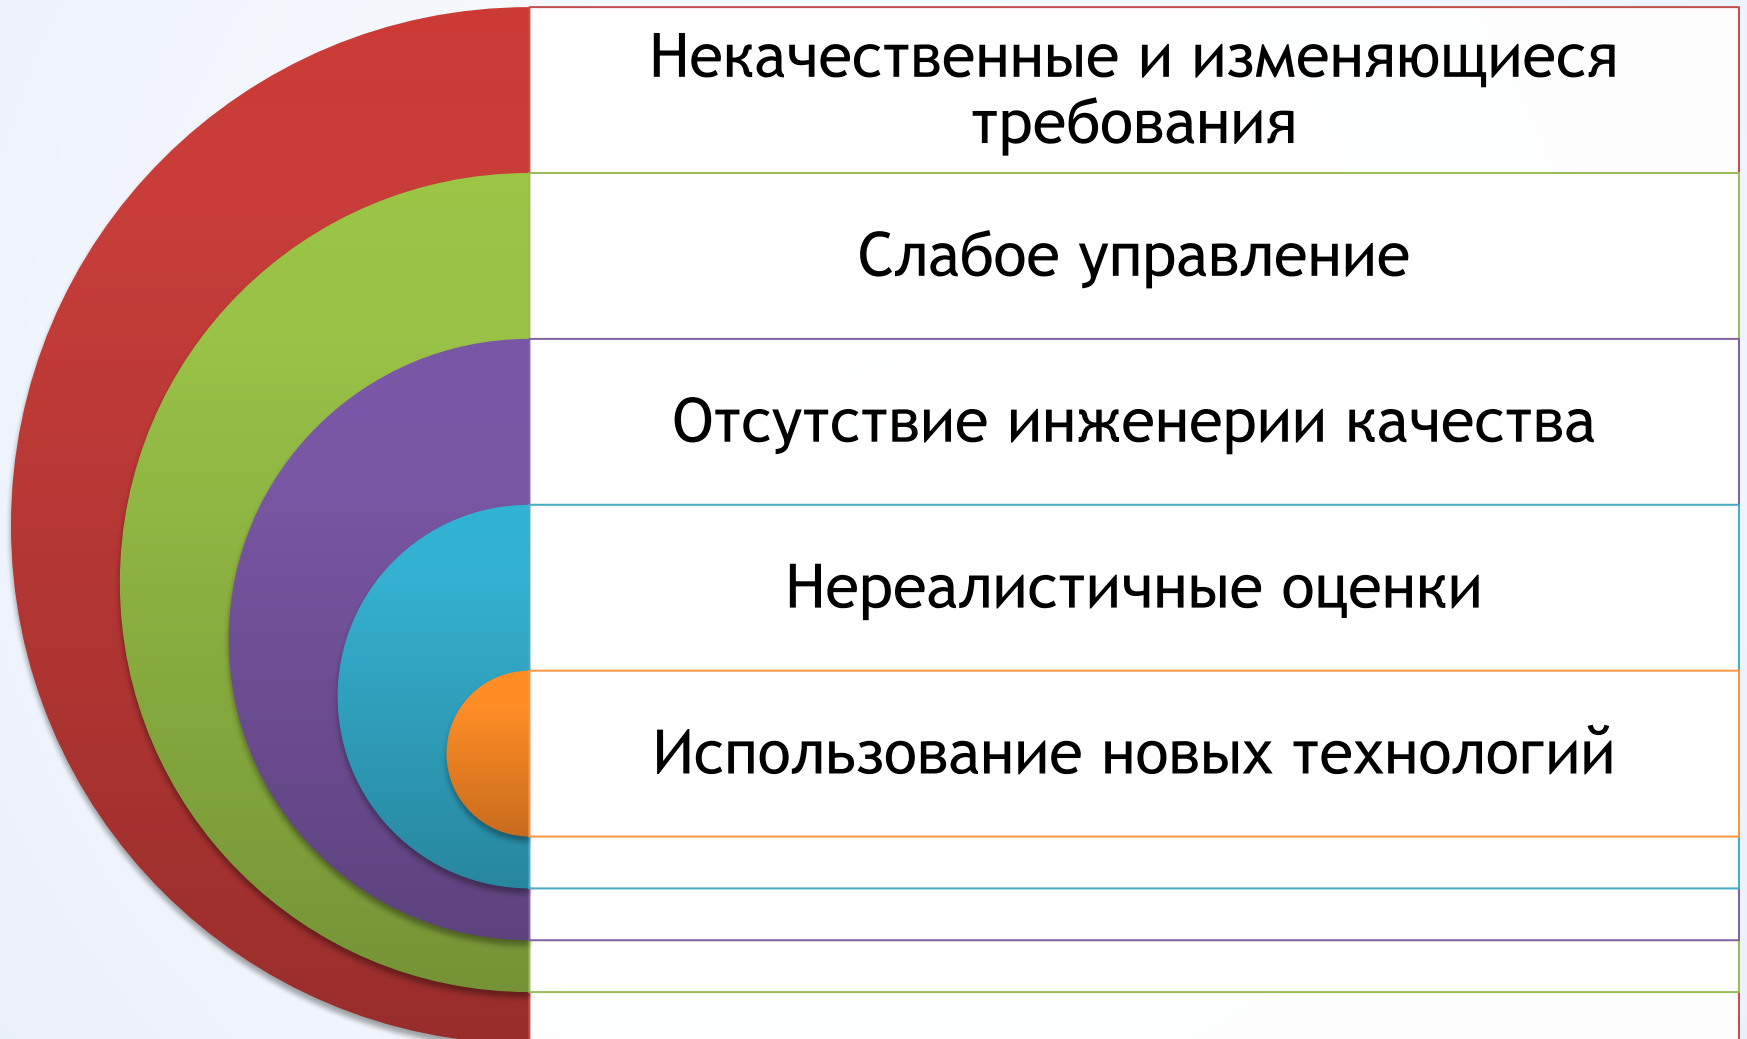 Некачественные и изменяющиеся
требования
Слабое управление
Отсутствие инженерии качества
Нереалистичные оценки
Использование новых технологий